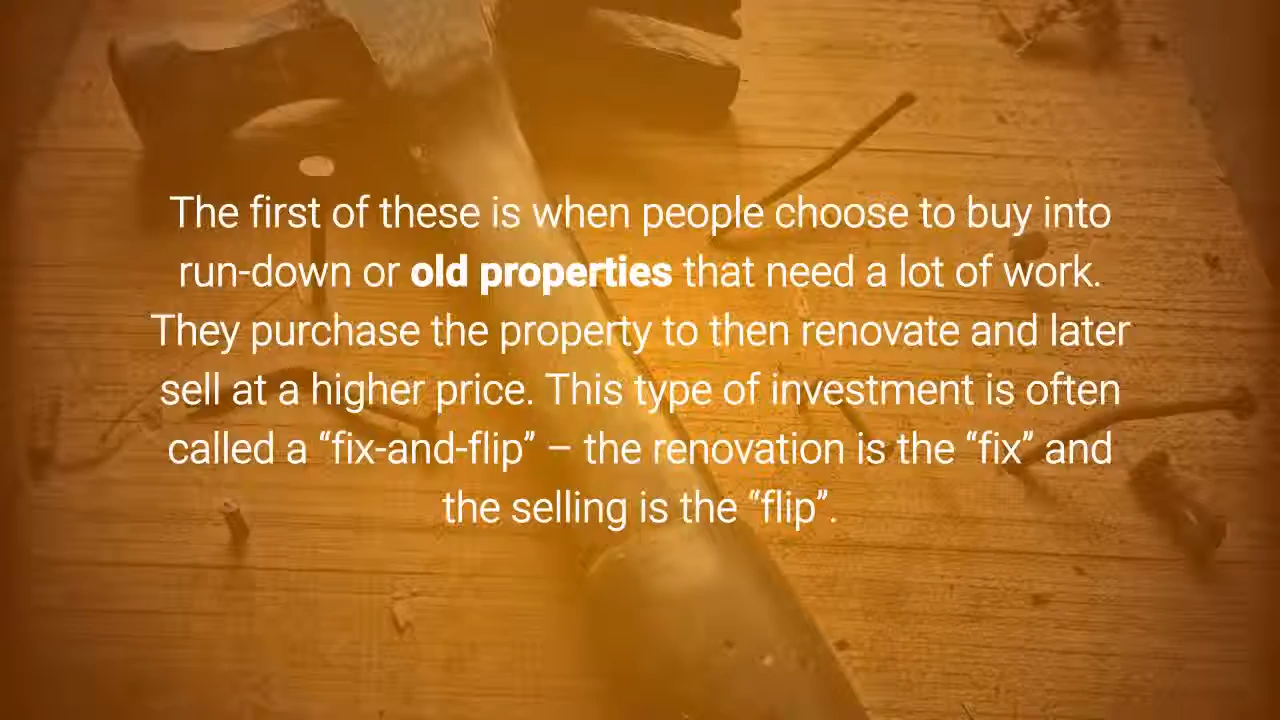 The first of these is when people choose to buy into
run-down or old properties that need a lot of work.
They purchase the property to then renovate and later
sell at a higher price. This type of investment is often
called a “fix-and-flip” – the renovation is the “fix” and
the selling is the “flip”.